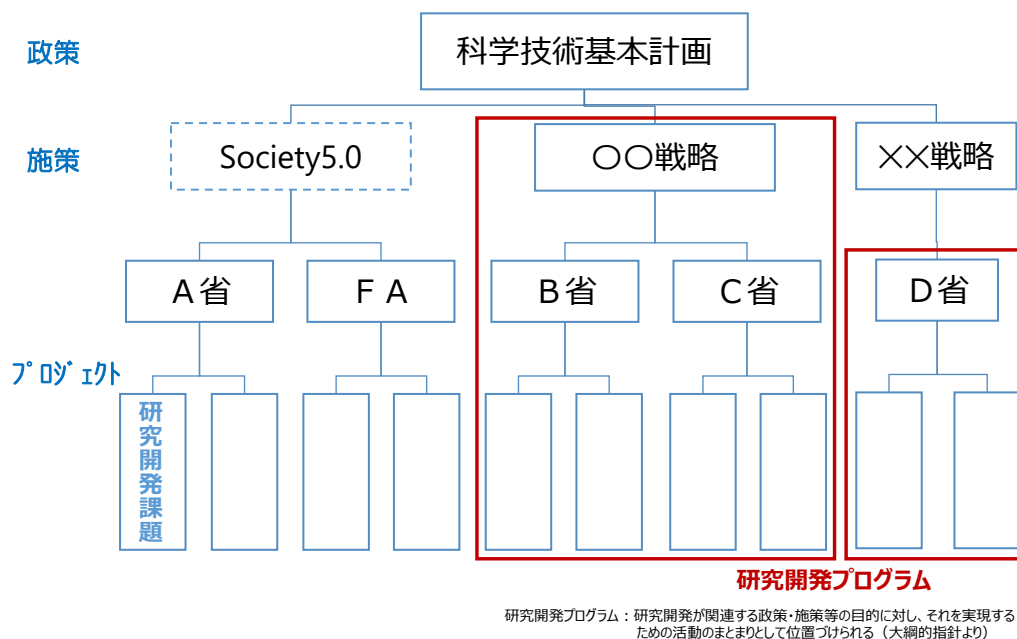 政策
科学技術基本計画
施策
Society5.0
〇〇戦略
××戦略
A省
FA
B省
C省
D省
プロジェクト
研究開発課題
研究開発プログラム
研究開発プログラム：研究開発が関連する政策・施策等の目的に対し、それを実現する
ための活動のまとまりとして位置づけられる（大綱的指針より）